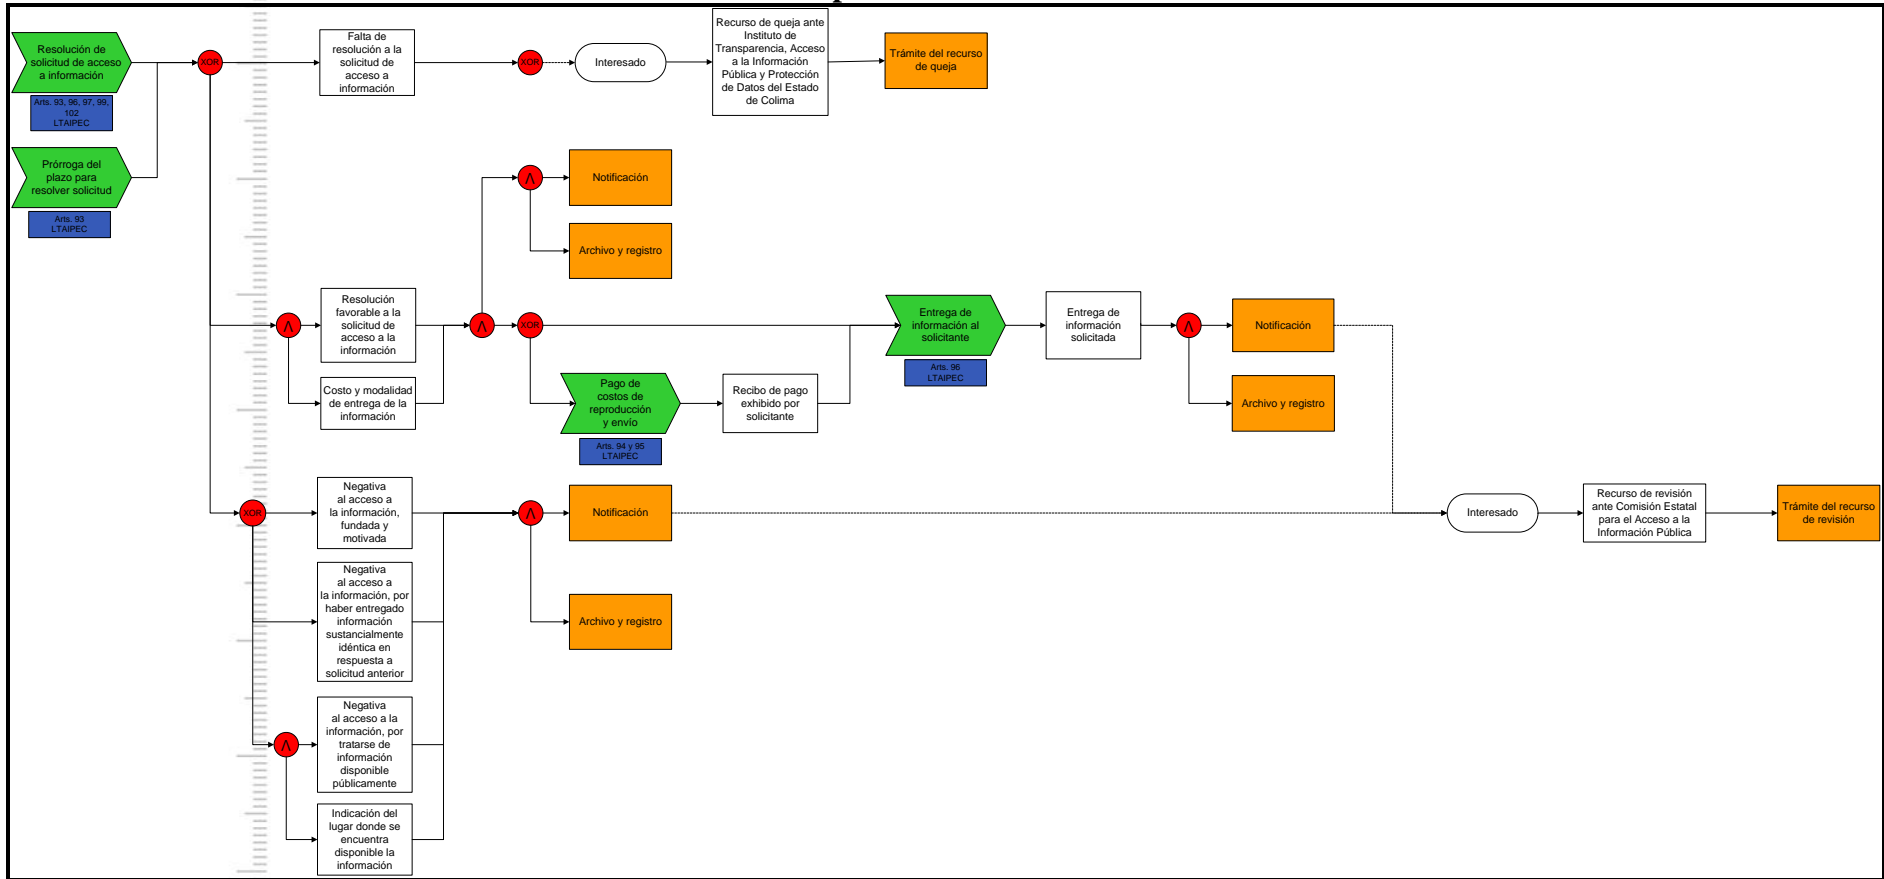 Resolución de
solicitud de acceso
a información
Arts. 93, 96, 97, 99,
102
LTAIPEC
Prórroga del
plazo para
resolver solicitud
Arts. 93
LTAIPEC
XOR
Falta de
resolución a la
solicitud de
acceso a
información
XOR
Interesado
Recurso de queja ante
Instituto de
Transparencia, Acceso
a la Información
Pública y Protección
de Datos del Estado
de Colima
Trámite del recurso
de queja
Λ
Notificación
Archivo y registro
Λ
Resolución
favorable a la
solicitud de
acceso a la
información
Costo y modalidad
de entrega de la
información
Λ
XOR
Pago de
costos de
reproducción
y envío
Arts. 94 y 95
LTAIPEC
Recibo de pago
exhibido por
solicitante
Entrega de
información al
solicitante
Arts. 96
LTAIPEC
Entrega de
información
solicitada
Λ
Notificación
Archivo y registro
XOR
Negativa
al acceso a
la información,
fundada y
motivada
Negativa
al acceso a
la información, por
haber entregado
información
sustancialmente
idéntica en
respuesta a
solicitud anterior
Λ
Negativa
al acceso a la
información, por
tratarse de
información
disponible
públicamente
Indicación del
lugar donde se
encuentra
disponible la
información
Λ
Notificación
Archivo y registro
Interesado
Recurso de revisión
ante Comisión Estatal
para el Acceso a la
Información Pública
Trámite del recurso
de revisión